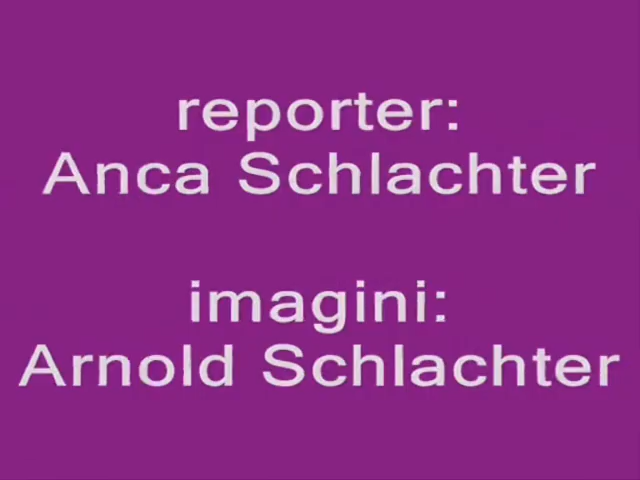 reporter:
Anca Schlachter
imagini:
Arnold Schlachter